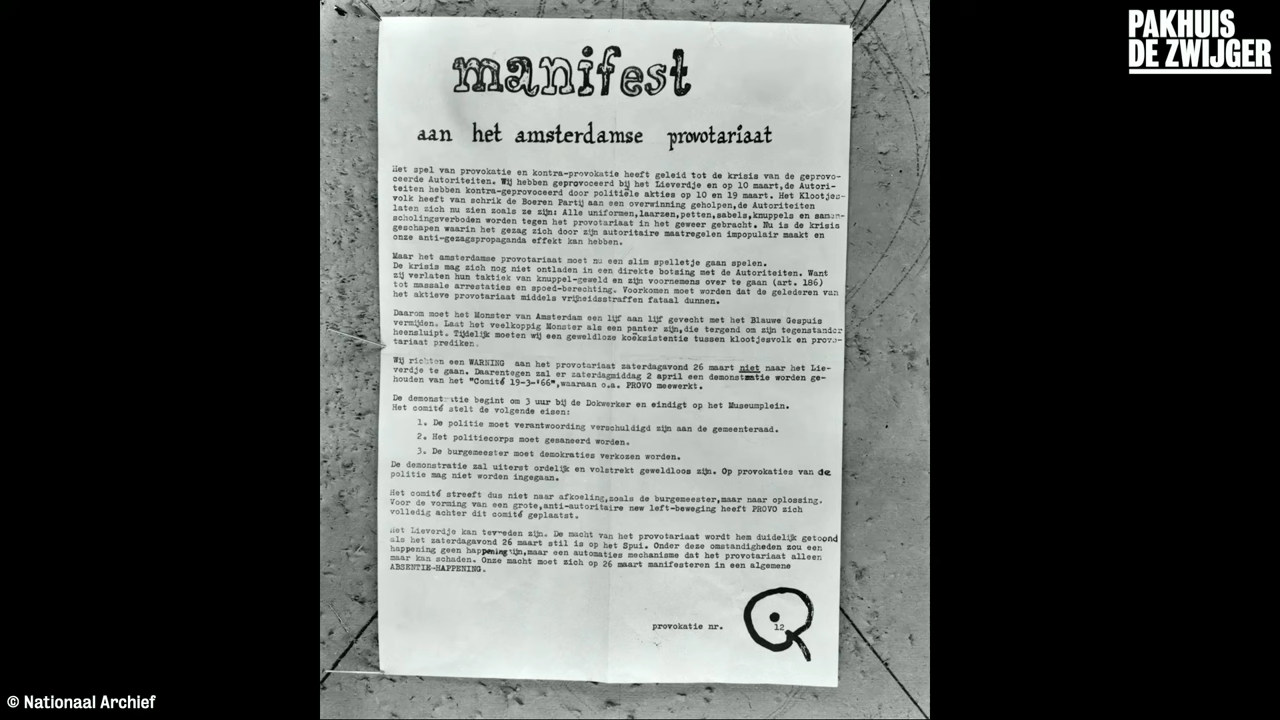 PAKHUIS
DE ZWIJGER
manifest
aan het amsterdamse provotariaat
Het spel van provokatie en kontra-provokatie heeft geleid tot de krisis van de geprovo-
ceerde Autoriteiten. Wij hebben geprovoceerd bij het Lieverdje en op 10 maart,de Autori-
teiten hebben kontra-geprovoceerd door politiële akties op 10 en 19 maart. Het Klootjes-
volk heeft van schrik de Boeren Partij aan een overwinning geholpen,de Autoriteiten
laten zich nu zien zoals ze zijn: Alle uniformen,laarzen,petten,sabels,knuppels en samen-
scholingsverboden worden tegen het provotariaat in het geweer gebracht. Nu is de krisis
geschapen waarin het gezag zich door zijn autoritaire maatregelen impopulair maakt en
onze anti-gezagspropaganda effekt kan hebben.
Maar het amsterdamse provotariaat moet nu een slim spelletje gaan spelen.
De krisis mag zich nog niet ontladen in een direkte botsing met de Autoriteiten. Want
zij verlaten hun taktiek van knuppel-geweld en zijn voornemens over te gaan (art. 186)
tot massale arrestaties en spoed-berechting. Voorkomen moet worden dat de gelederen van
het aktieve provotariaat middels vrijheidsstraffen fataal dunnen.
Daarom moet het Monster van Amsterdam een lijf aan lijf gevecht met het Blauwe Gespuis
vermijden. Laat het veelkoppig Monster als een panter zijn,die tergend om zijn tegenstander
heensluipt. Tijdelijk moeten wij een geweldloze koëksistentie tussen klootjesvolk en provo-
tariaat prediken.
Wij richten een WARNING aan het provotariaat zaterdagavond 26 maart niet naar het Lie-
verdje te gaan. Daarentegen zal er zaterdagmiddag 2 april een demonstratie worden ge-
houden van het "Comité 19-3-'66",waaraan o.a. PROVO meewerkt.
De demonstratie begint om 3 uur bij de Dokwerker en eindigt op het Museumplein.
Het comité stelt de volgende eisen:
1. De politie moet verantwoording verschuldigd zijn aan de gemeenteraad.
2. Het politiecorps moet gesaneerd worden.
3. De burgemeester moet demokraties verkozen worden.
De demonstratie zal uiterst ordelijk en volstrekt geweldloos zijn. Op provokaties van de
politie mag niet worden ingegaan.
Het comité streeft dus niet naar afkoeling,zoals de burgemeester,maar naar oplossing.
Voor de vorming van een grote,anti-autoritaire new left-beweging heeft PROVO zich
volledig achter dit comité geplaatst.
Het Lieverdje kan tevreden zijn. De macht van het provotariaat wordt hem duidelijk getoond
als het zaterdagavond 26 maart stil is op het Spui. Onder deze omstandigheden zou een
happening geen happening zijn,maar een automaties mechanisme dat het provotariaat alleen
maar kan schaden. Onze macht moet zich op 26 maart manifesteren in een algemene
ABSENTIE-HAPPENING.
provokatie nr. 12
© Nationaal Archief